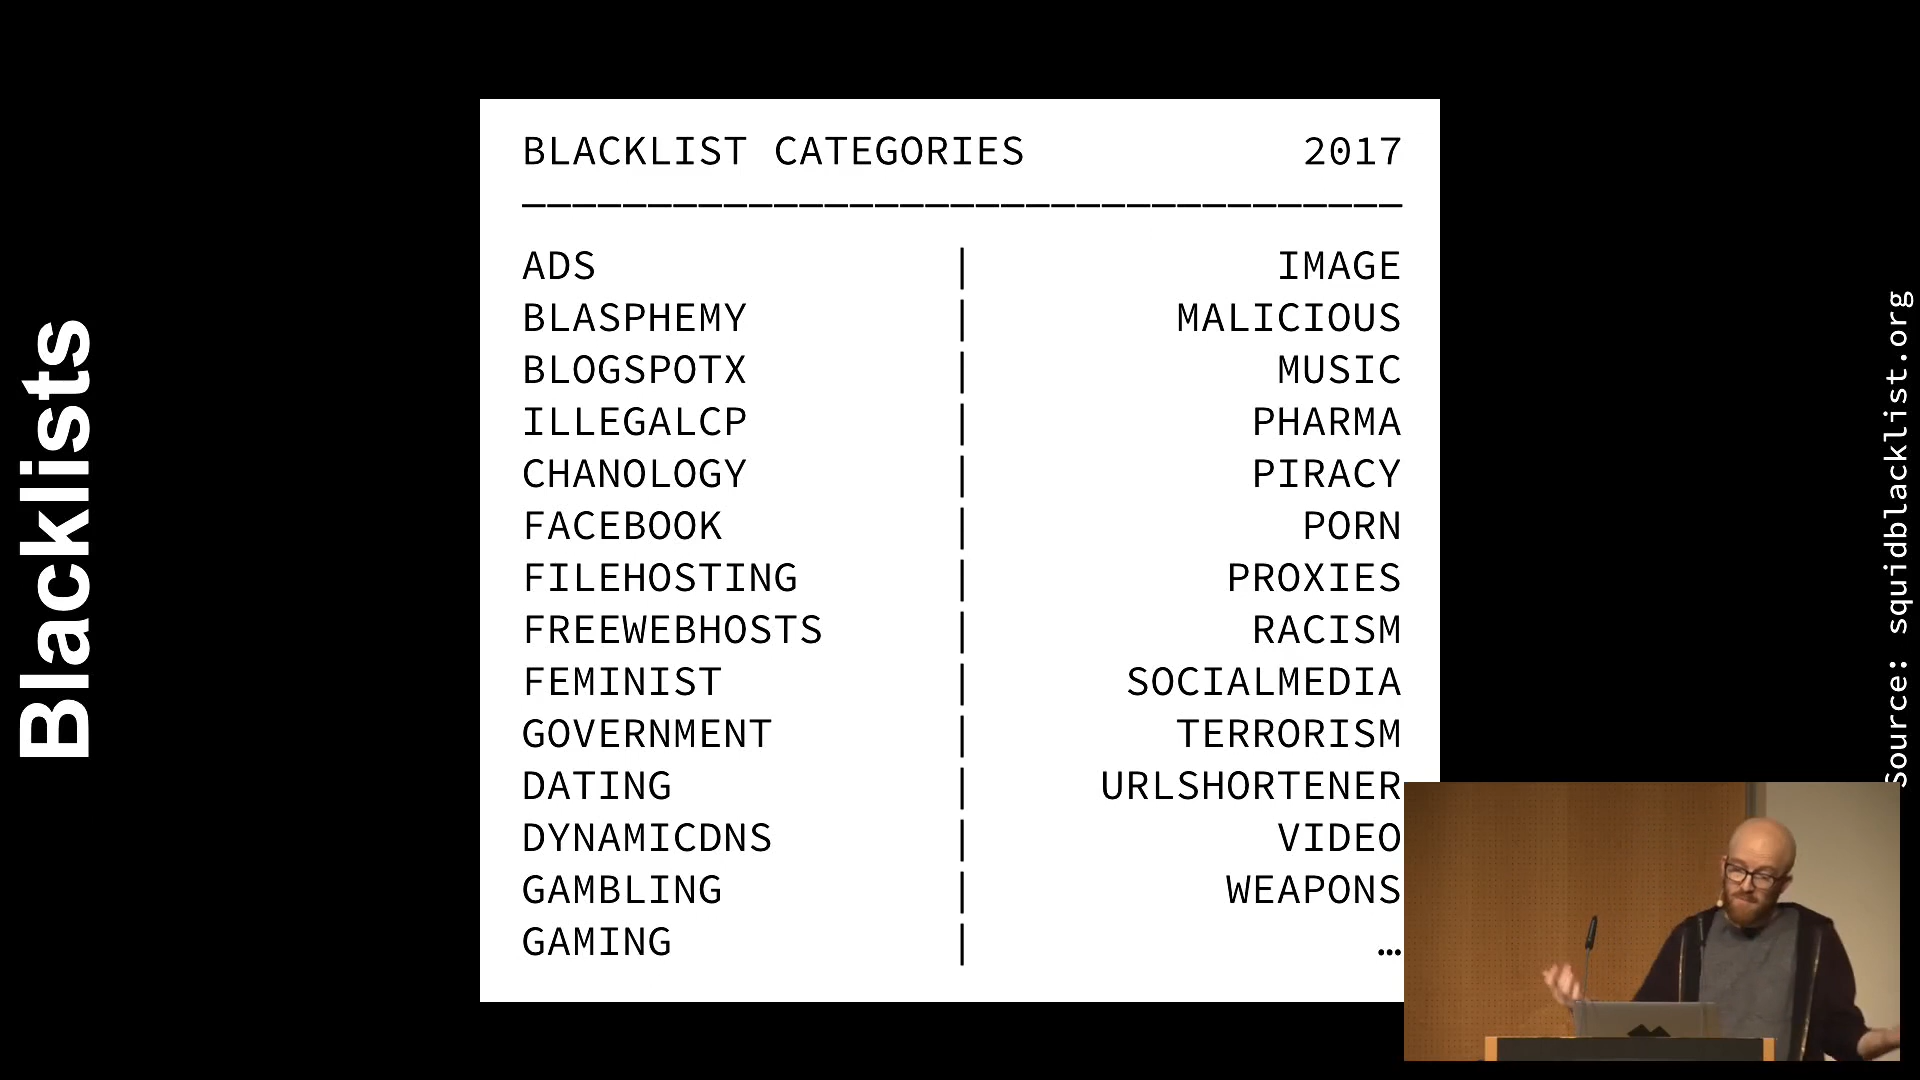 Blacklists
BLACKLIST CATEGORIES 2017
ADS | IMAGE
BLASPHEMY | MALICIOUS
BLOGSPOTX | MUSIC
ILLEGALCP | PHARMA
CHANOLOGY | PIRACY
FACEBOOK | PORN
FILEHOSTING | PROXIES
FREEWEBHOSTS | RACISM
FEMINIST | SOCIALMEDIA
GOVERNMENT | TERRORISM
DATING | URLSHORTENER
DYNAMICDNS | VIDEO
GAMBLING | WEAPONS
GAMING | …
Source: squidblacklist.org